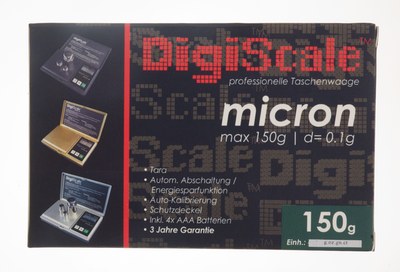 DigiScale™
professionelle Taschenwaage
micron
max 150g | d= 0.1g
• Tara
• Autom. Abschaltung /
Energiesparfunktion
• Auto-Kalibrierung
• Schutzdeckel
• Inkl. 4x AAA Batterien
• 3 Jahre Garantie
150g
Einh.: